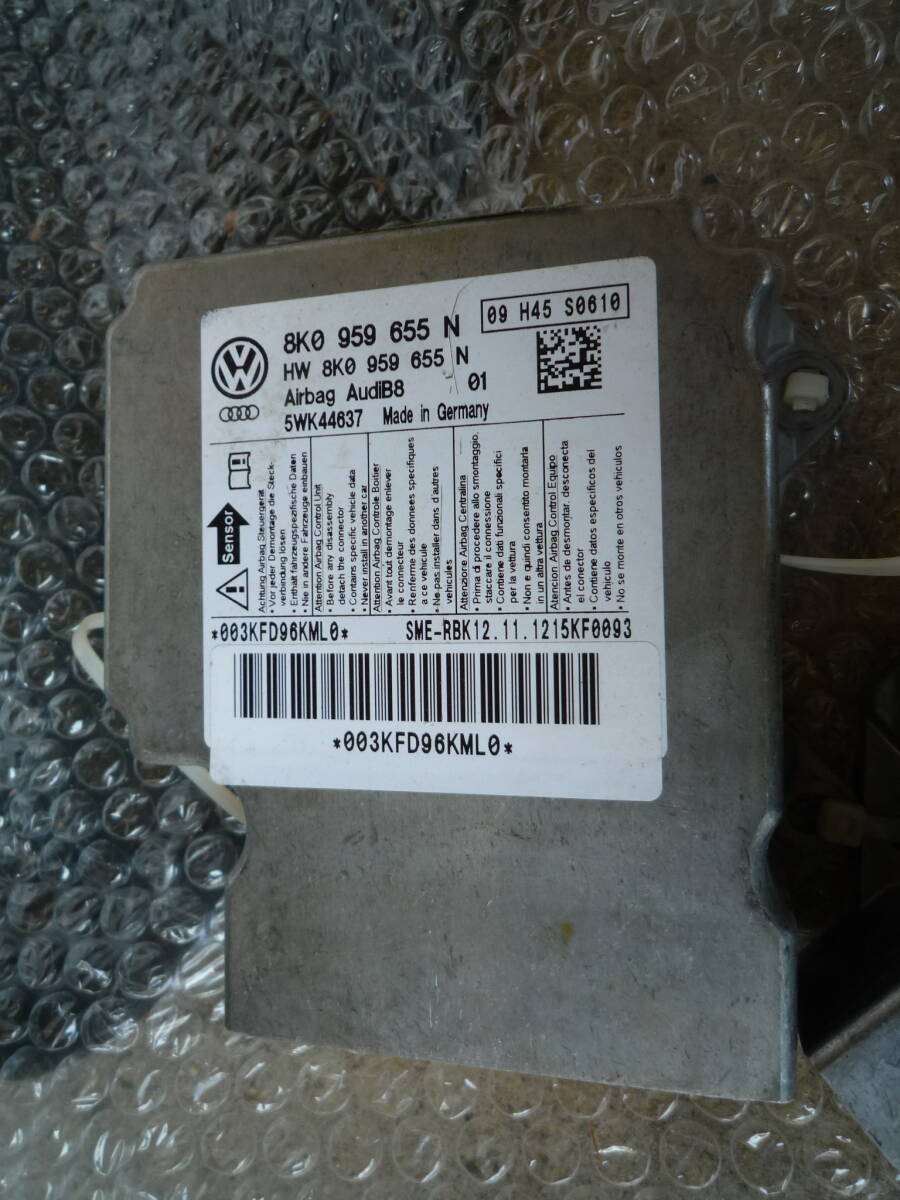 8K0 959 655 N
09 H45 S0610
HW 8K0 959 655 N
Airbag AudiB8 01
5WK44637 Made in Germany
Sensor
Achtung Airbag Steuergerät
• Vor jeder Demontage die Steck-
verbindung lösen
• Enthält fahrzeugspezifische Daten
• Nie in andere Fahrzeuge einbauen
Attention Airbag Control Unit
• Before any disassembly
detach the connector
• Contains specific vehicle data
• Never install in another car
Attention Airbag Controle Boitier
• Avant tout demontage enlever
le connecteur
• Renferme des donnees specifiques
a ce vehicule
• Ne pas installer dans d'autres
vehicules
Attenzione Airbag Centralina
• Prima di procedere allo smontaggio,
staccare il connessione
• Contiene dati funzionali specifici
per la vettura
• Non e quindi consentito montarla
in un altra vettura
Atencion Airbag Control Equipo
• Antes de desmontar, desconecta
el conector
• Contiene datos especificos del
vehiculo
• No se monte en otros vehiculos
*003KFD96KML0* SME-RBK12.11.1215KF0093
*003KFD96KML0*